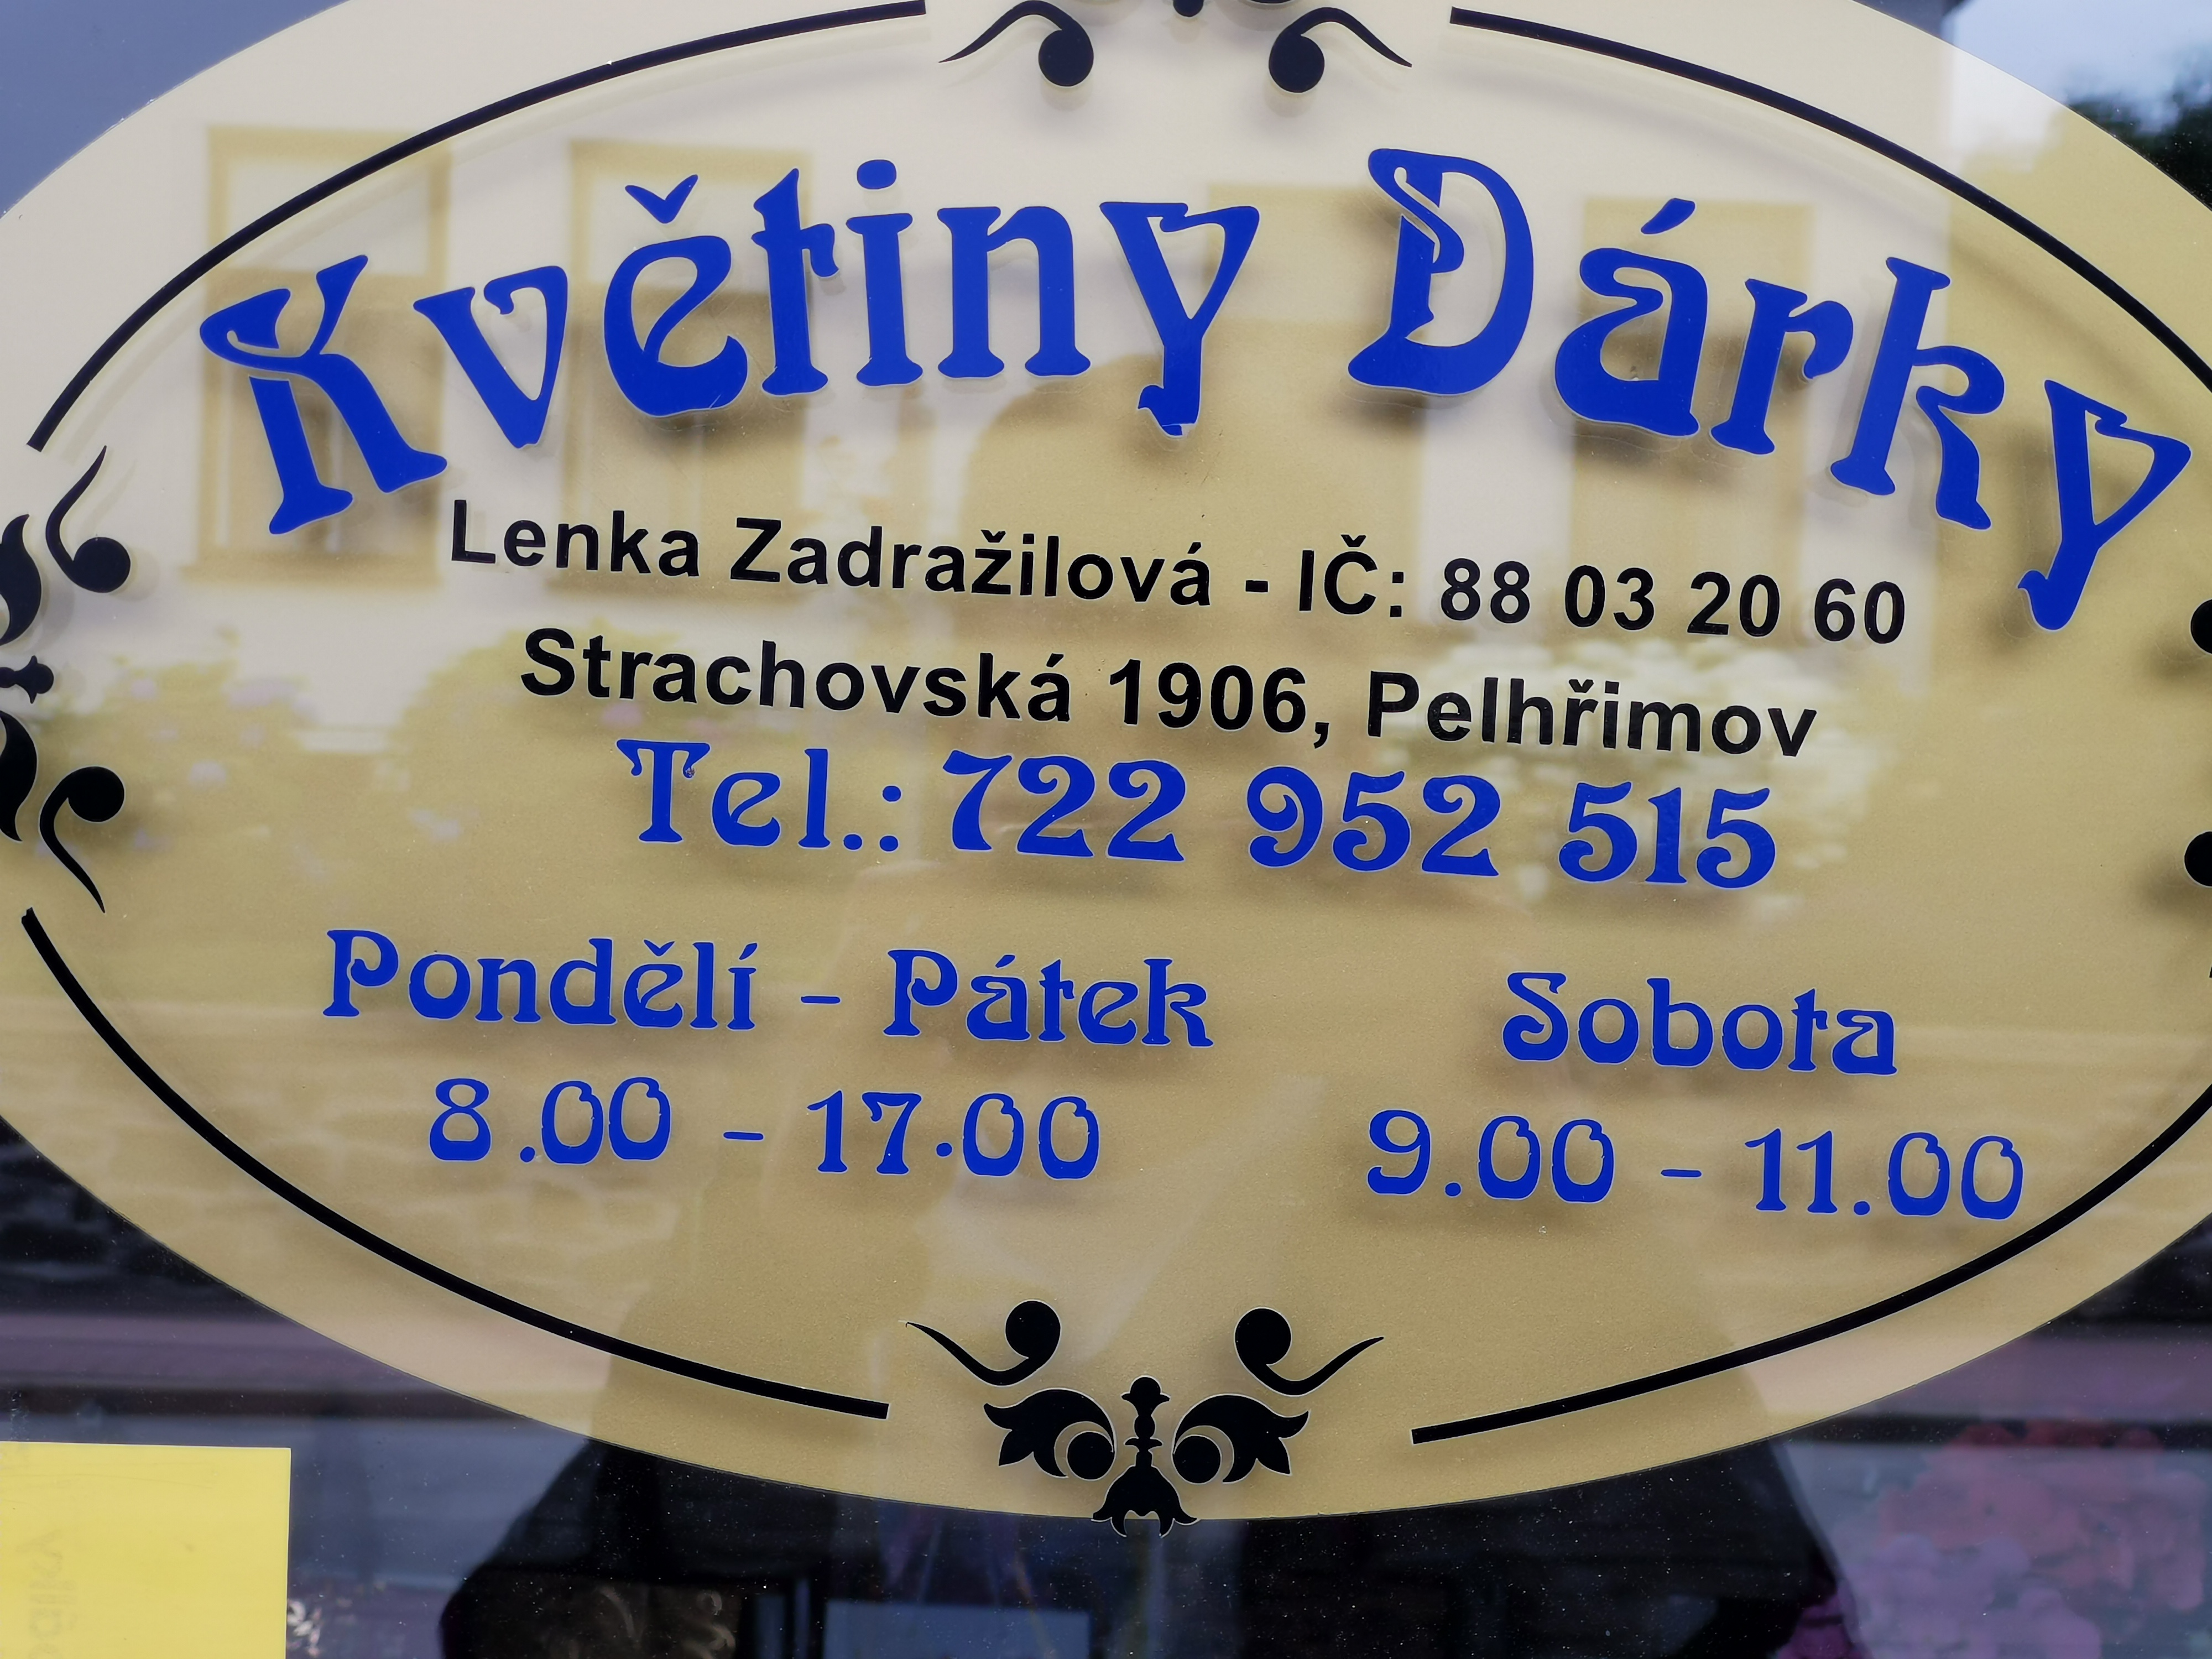 Květiny Dárky
Lenka Zadražilová - IČ: 88 03 20 60
Strachovská 1906, Pelhřimov
Tel.: 722 952 515
Pondělí - Pátek Sobota
8.00 - 17.00 9.00 - 11.00